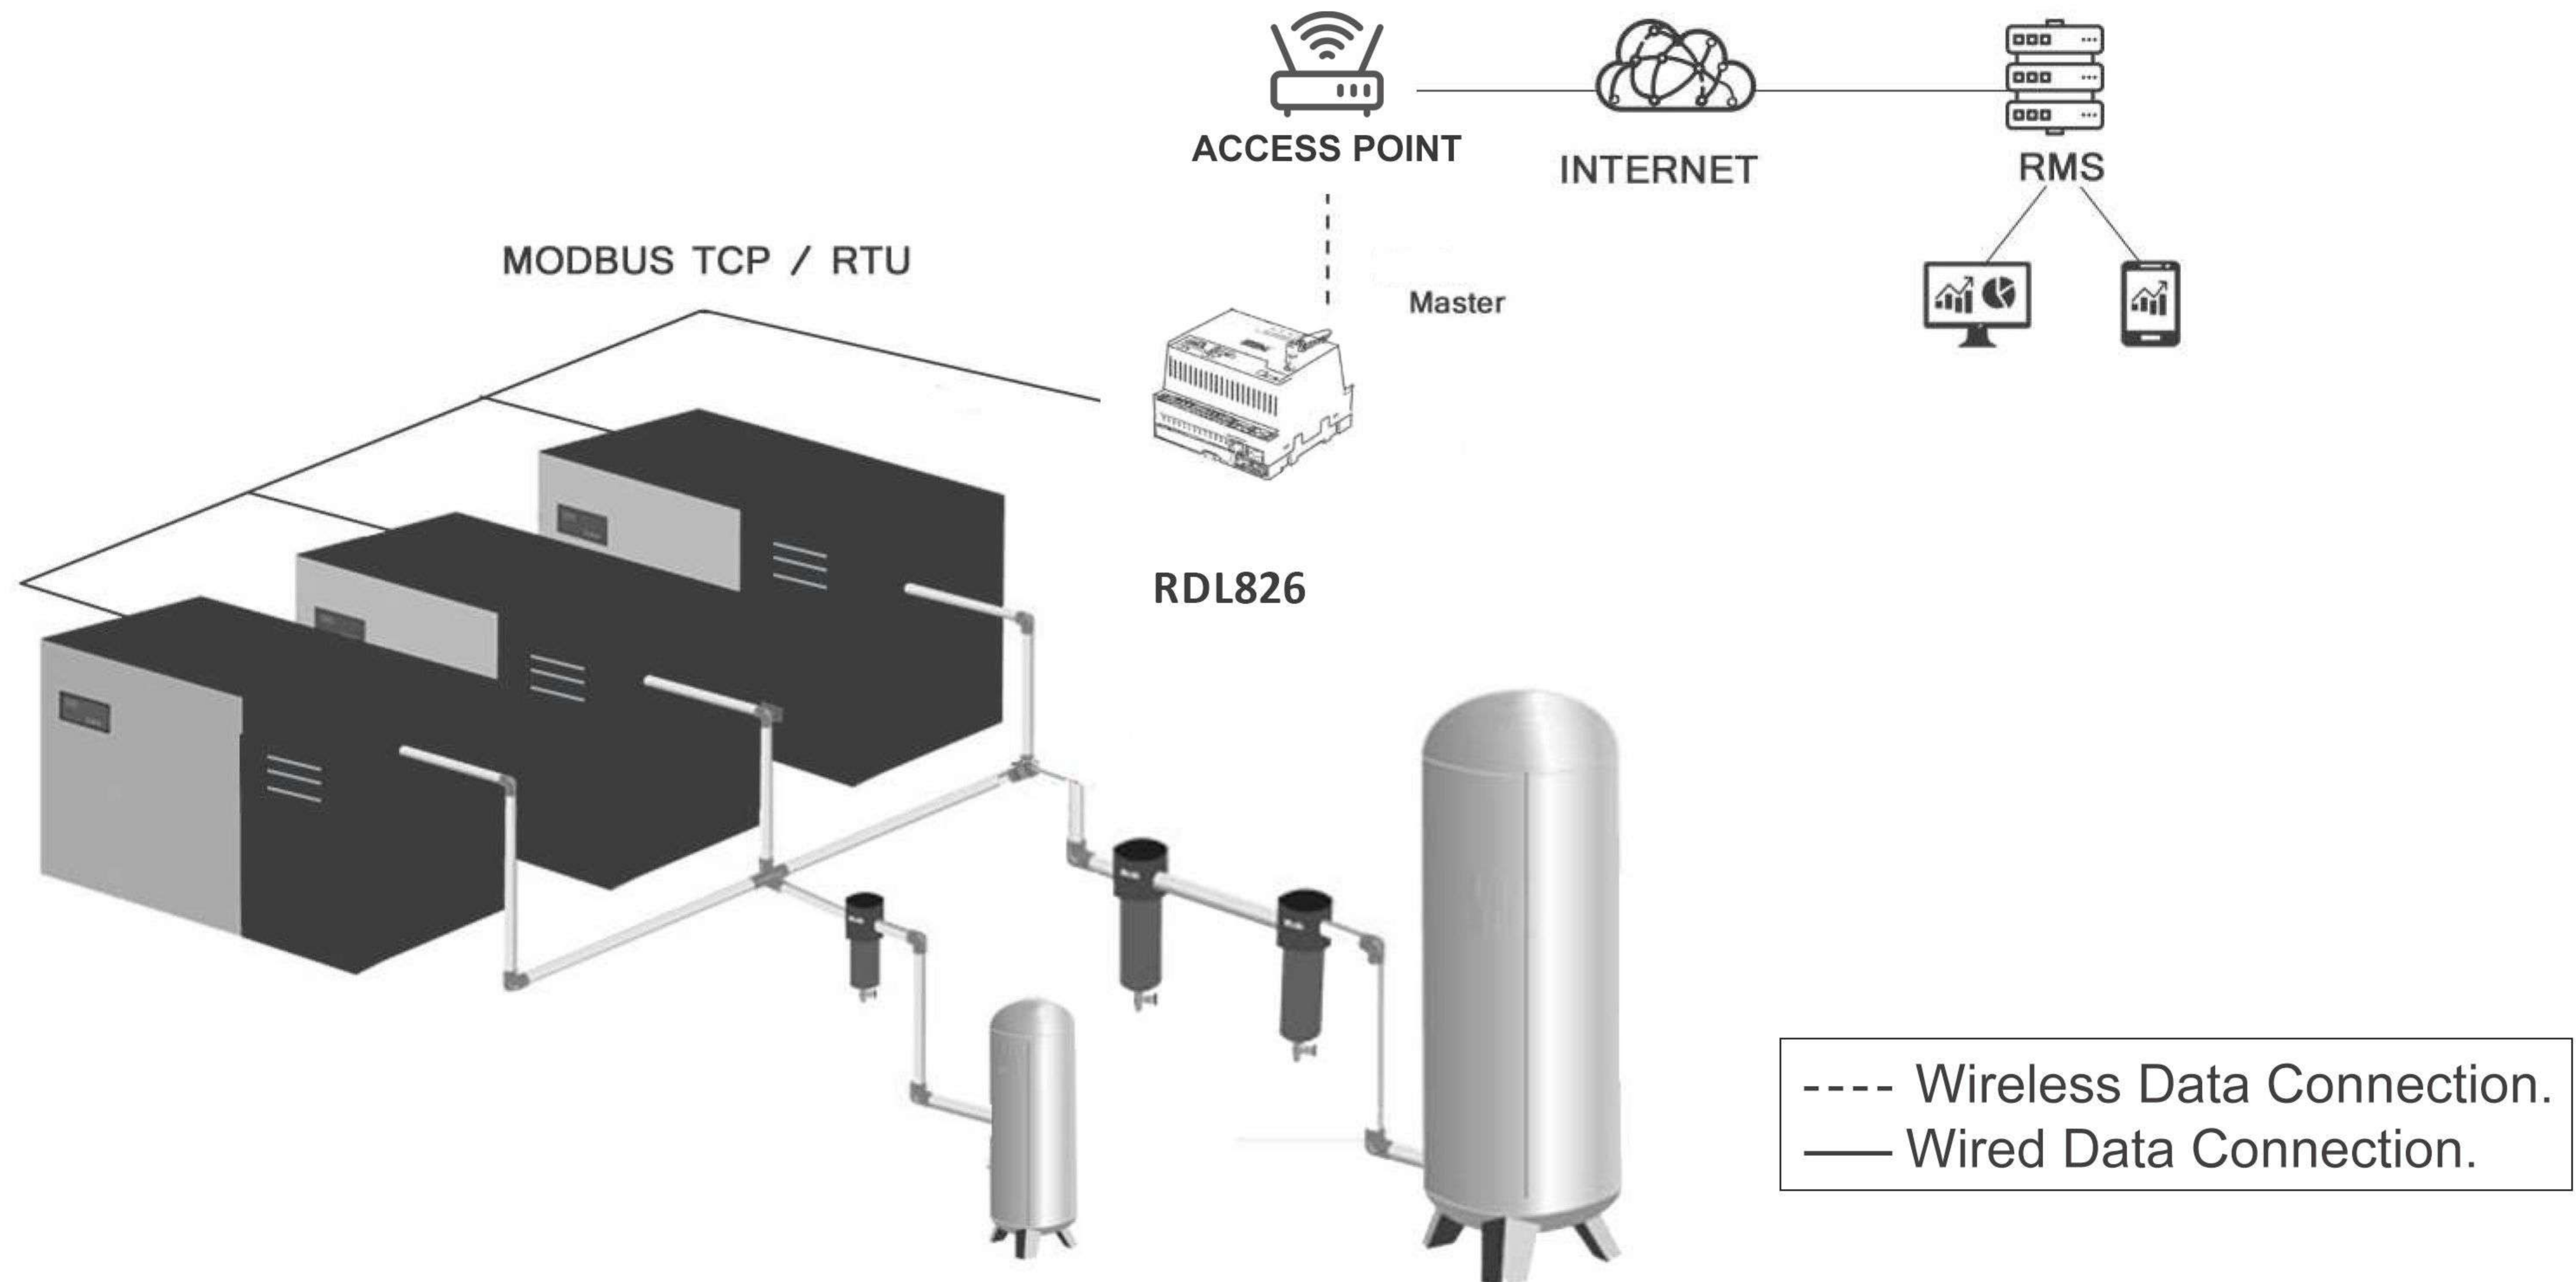 ACCESS POINT
INTERNET
RMS
MODBUS TCP / RTU
Master
RDL826
---- Wireless Data Connection.
—— Wired Data Connection.